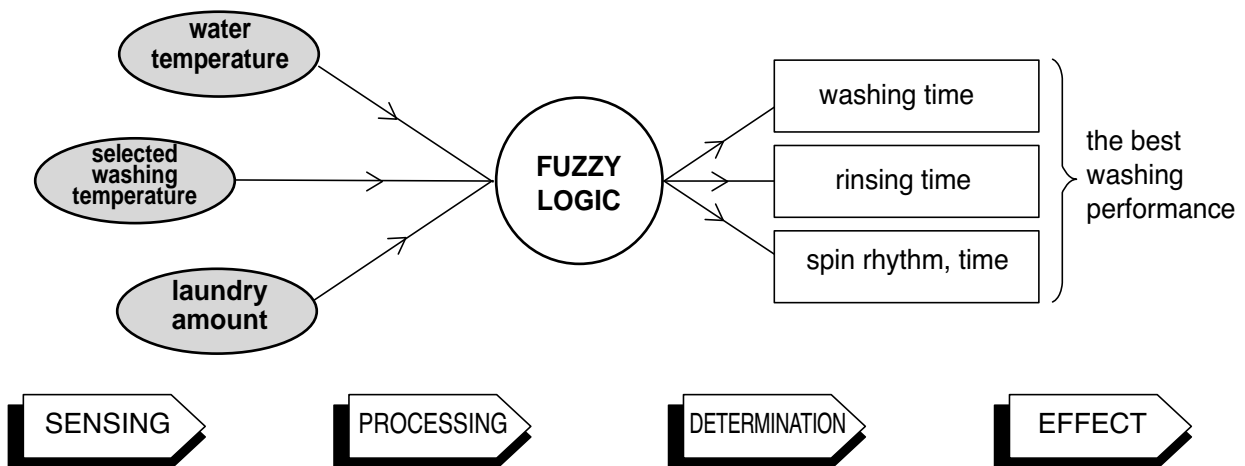 water
temperature
selected
washing
temperature
laundry
amount
FUZZY
LOGIC
washing time
rinsing time
spin rhythm, time
the best
washing
performance
SENSING
PROCESSING
DETERMINATION
EFFECT